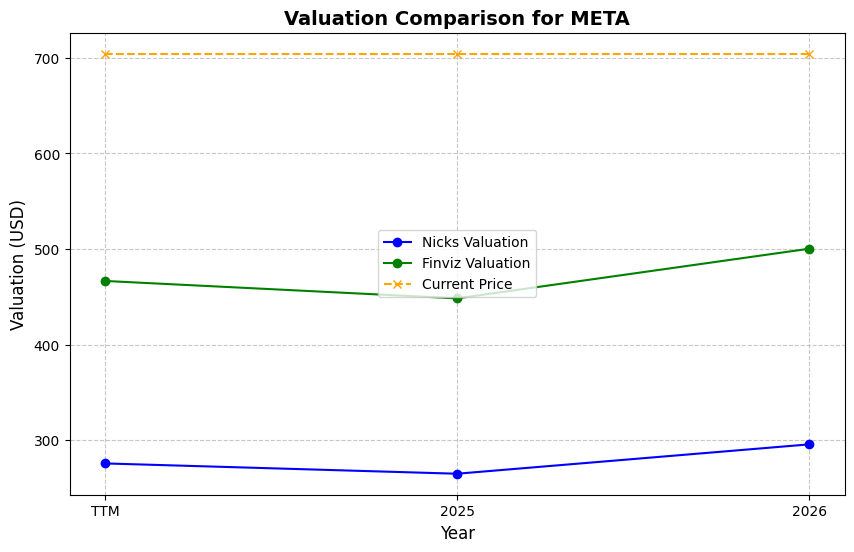 Valuation Comparison for META
Valuation (USD)
700
600
500
400
300
Nicks Valuation
Finviz Valuation
Current Price
TTM
2025
2026
Year